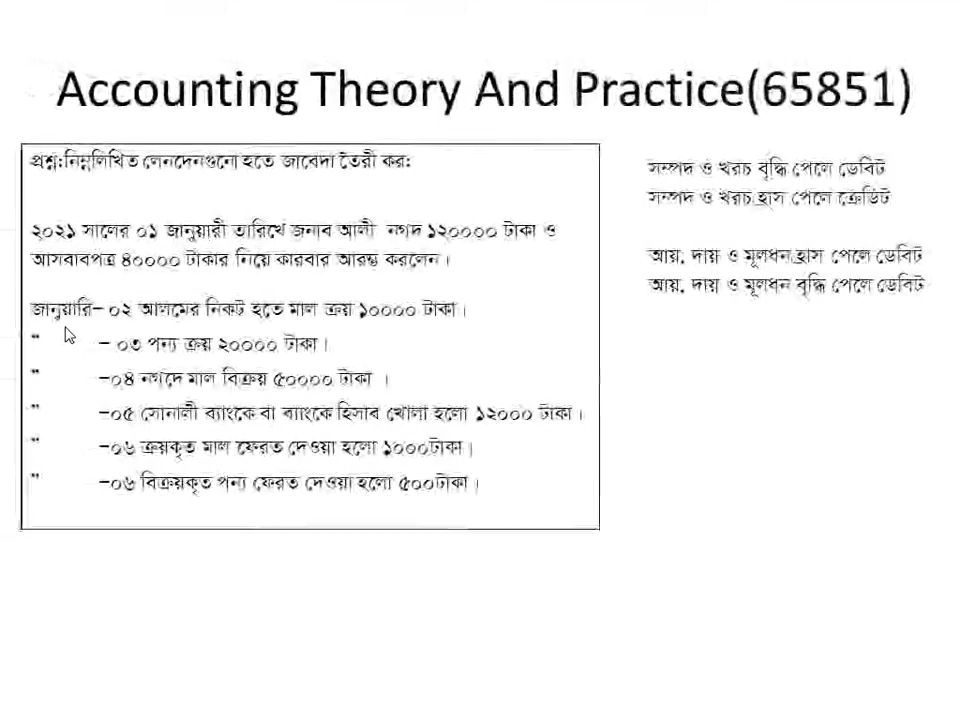 Accounting Theory And Practice(65851)
প্রশ্ন:নিম্নলিখিত লেনদেনগুনো হতে জাবেদা তৈরী কর:
২০২১ সালের ০১ জানুয়ারী তারিখে জনাব আলী নগদ ১২০০০০ টাকা ও
আসবাবপত্র ৪০০০০ টাকার নিয়ে কারবার আরম্ভ করলেন।
জানুয়ারি- ০২ আলমের নিকট হতে মাল ক্রয় ১০০০০ টাকা।
" - ০৩ পন্য ক্রয় ২০০০০ টাকা।
" -০৪ নগদে মাল বিক্রয় ৫০০০০ টাকা ।
" -০৫ সোনালী ব্যাংকে বা ব্যাংকে হিসাব খোলা হলো ১২০০০ টাকা।
" -০৬ ক্রয়কৃত মাল ফেরত দেওয়া হলো ১০০০টাকা।
" -০৬ বিক্রয়কৃত পন্য ফেরত দেওয়া হলো ৫০০টাকা।
সম্পদ ও খরচ বৃদ্ধি পেলে ডেবিট
সম্পদ ও খরচ হ্রাস পেলে ক্রেডিট
আয়, দায় ও মূলধন হ্রাস পেলে ডেবিট
আয়, দায় ও মূলধন বৃদ্ধি পেলে ডেবিট